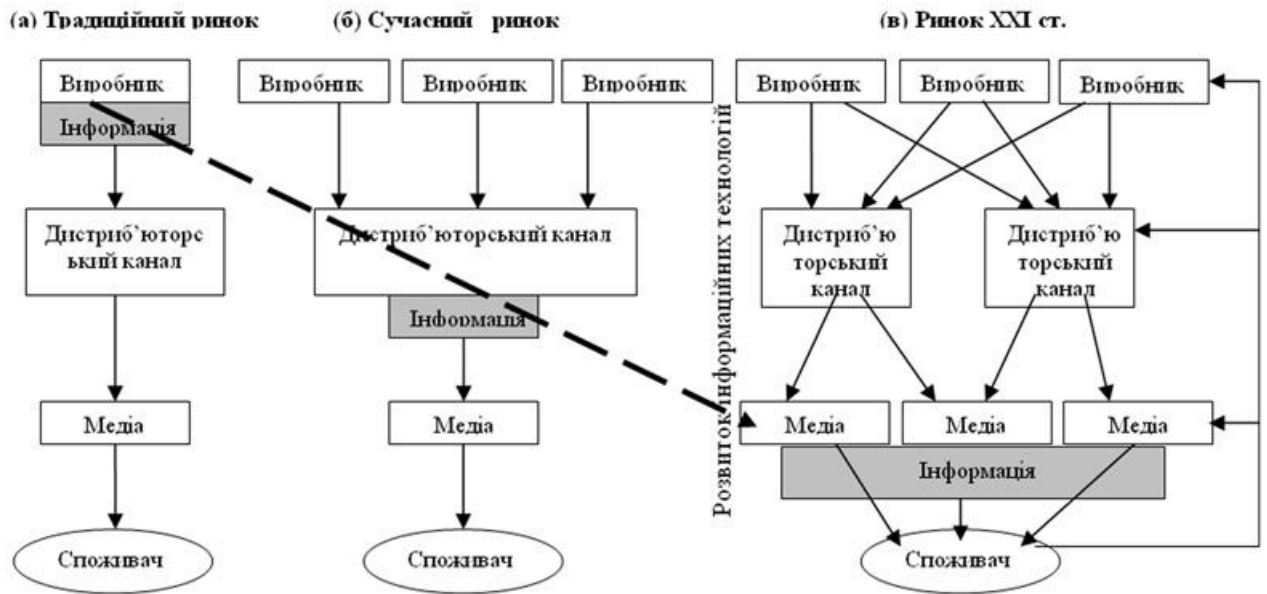 (а) Традиційний ринок
(б) Сучасний ринок
(в) Ринок XXI ст.
Виробник
Інформація
Дистриб’юторс
ький канал
Медіа
Споживач
Виробник
Виробник
Виробник
Дистриб’юторський канал
Інформація
Медіа
Споживач
Розвиток информаційних технологій
Виробник
Виробник
Виробник
Дистриб’ю
торський
канал
Дистриб’ю
торський
канал
Медіа
Медіа
Медіа
Інформація
Споживач